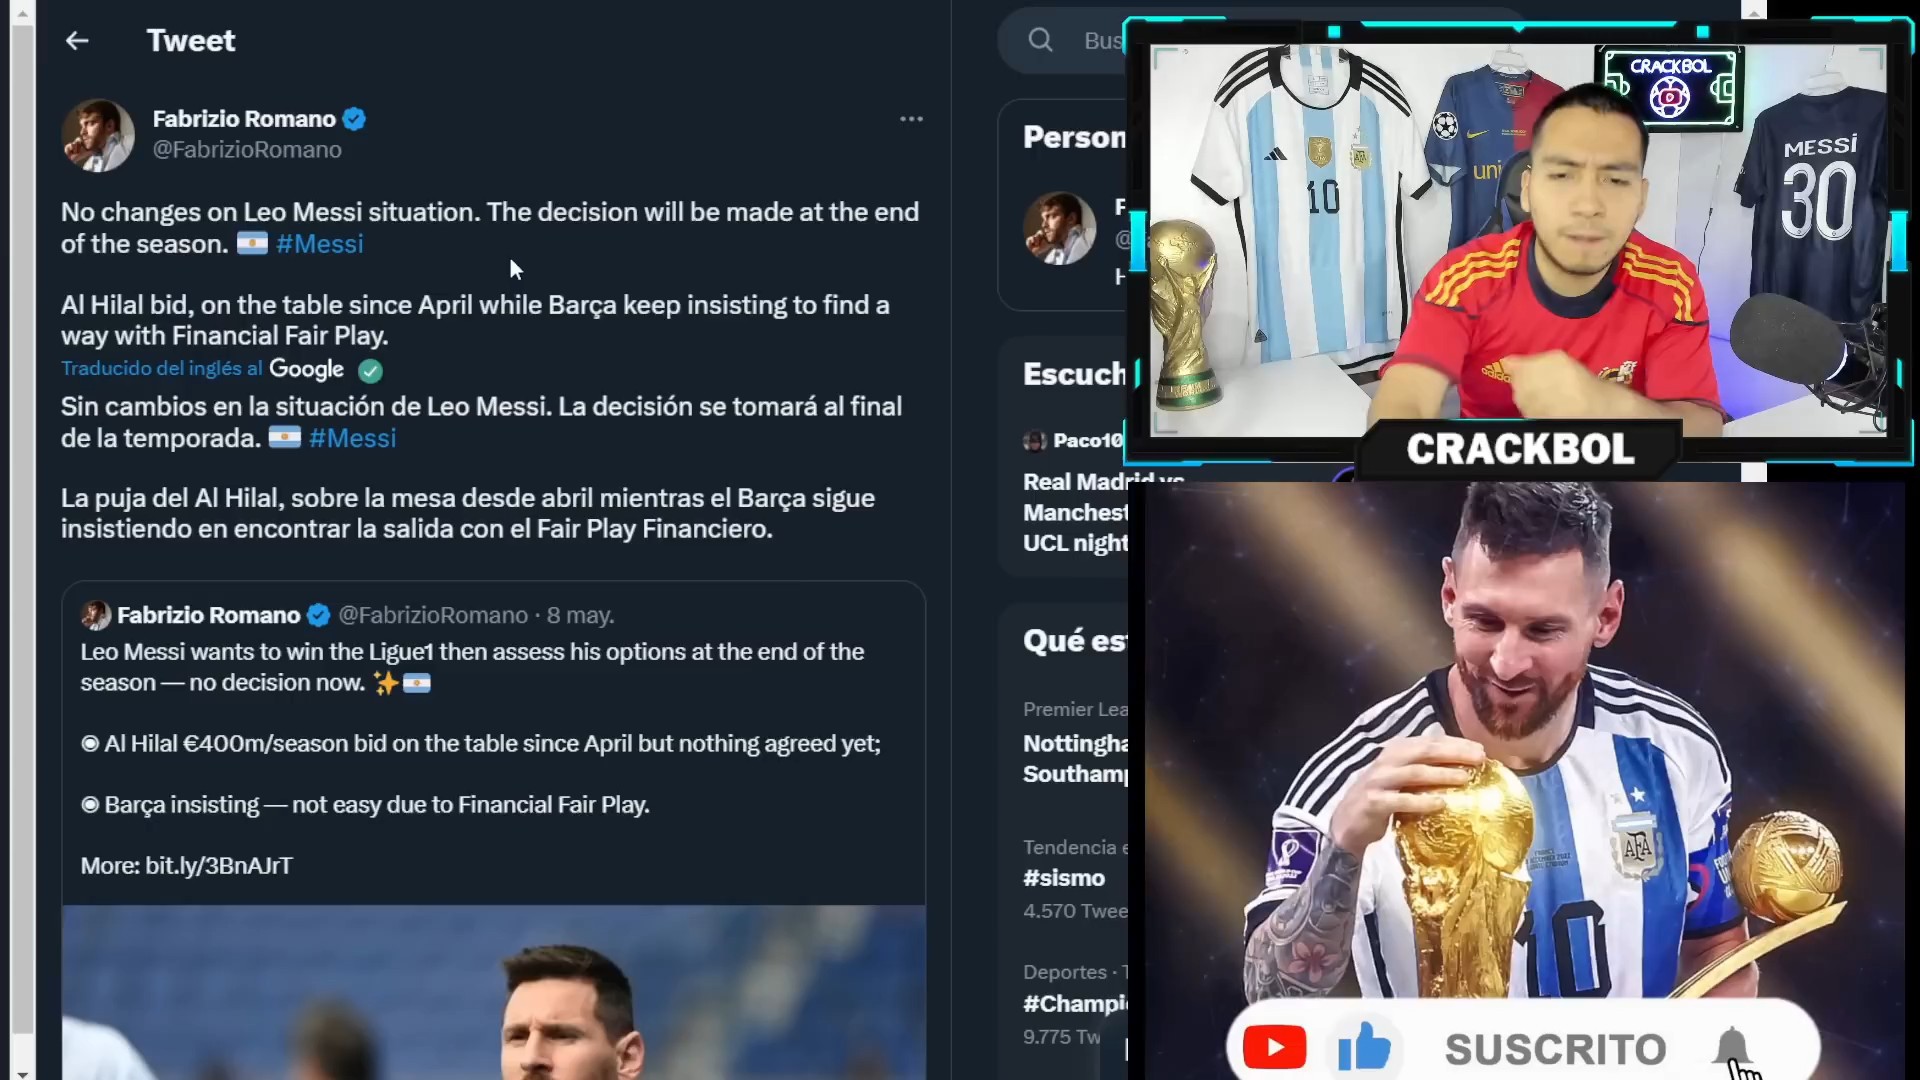 Tweet
Fabrizio Romano
@FabrizioRomano
No changes on Leo Messi situation. The decision will be made at the end
of the season. #Messi
Al Hilal bid, on the table since April while Barça keep insisting to find a
way with Financial Fair Play.
Traducido del inglés al Google
Sin cambios en la situación de Leo Messi. La decisión se tomará al final
de la temporada. #Messi
La puja del Al Hilal, sobre la mesa desde abril mientras el Barça sigue
insistiendo en encontrar la salida con el Fair Play Financiero.
Fabrizio Romano @FabrizioRomano · 8 may.
Leo Messi wants to win the Ligue1 then assess his options at the end of the
season — no decision now.
◉ Al Hilal €400m/season bid on the table since April but nothing agreed yet;
◉ Barça insisting — not easy due to Financial Fair Play.
More: bit.ly/3BnAJrT
Bus
Person
F
@
H
Escuch
Paco10
Real Madrid vs
Manchest
UCL night
Qué es
Premier Lea
Nottingha
Southamp
Tendencia e
#sismo
4.570 Twee
Deportes · T
#Champi
9.775 Tw
CRACKBOL
10
uni
MESSI
30
adidas
CRACKBOL
AFA
10
SUSCRITO